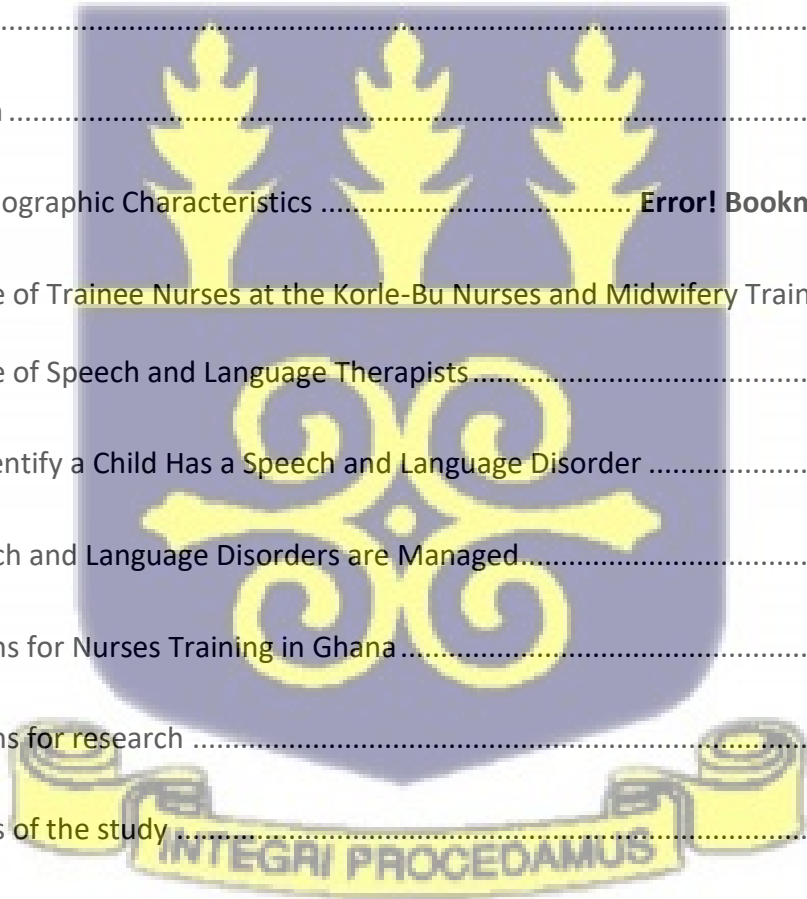 ....................................................................
n ....................................................................
ographic Characteristics .................................... Error! Bookm
e of Trainee Nurses at the Korle-Bu Nurses and Midwifery Train
e of Speech and Language Therapists ........................................
entify a Child Has a Speech and Language Disorder ....................
ch and Language Disorders are Managed....................................
ns for Nurses Training in Ghana ................................................
ns for research ........................................................................
s of the study ........................................................................
INTEGRI PROCEDAMUS